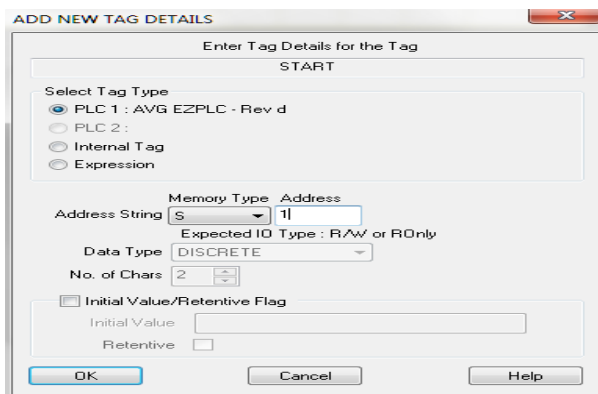 ADD NEW TAG DETAILS
Enter Tag Details for the Tag
START
Select Tag Type
PLC 1 : AVG EZPLC - Rev d
PLC 2 :
Internal Tag
Expression
Memory Type Address
Address String S 1
Expected IO Type : R/W or ROnly
Data Type DISCRETE
No. of Chars 2
Initial Value/Retentive Flag
Initial Value
Retentive
OK Cancel Help